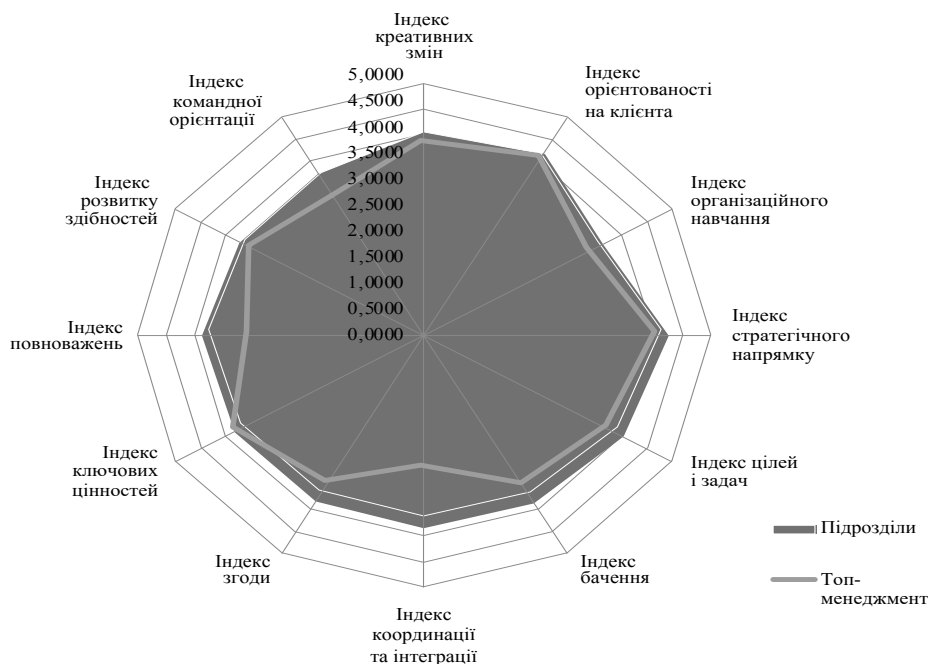 Індекс
креативних
змін
Індекс
орієнтованості
на клієнта
Індекс
організаційного
навчання
Індекс
стратегічного
напрямку
Індекс цілей
і задач
Індекс
бачення
Індекс
координації
та інтеграції
Індекс
згоди
Індекс
ключових
цінностей
Індекс
повноважень
Індекс
розвитку
здібностей
Індекс
командної
орієнтації
5,0000
4,5000
4,0000
3,5000
3,0000
2,5000
2,0000
1,5000
1,0000
0,5000
0,0000
Підрозділи
Топ-
менеджмент